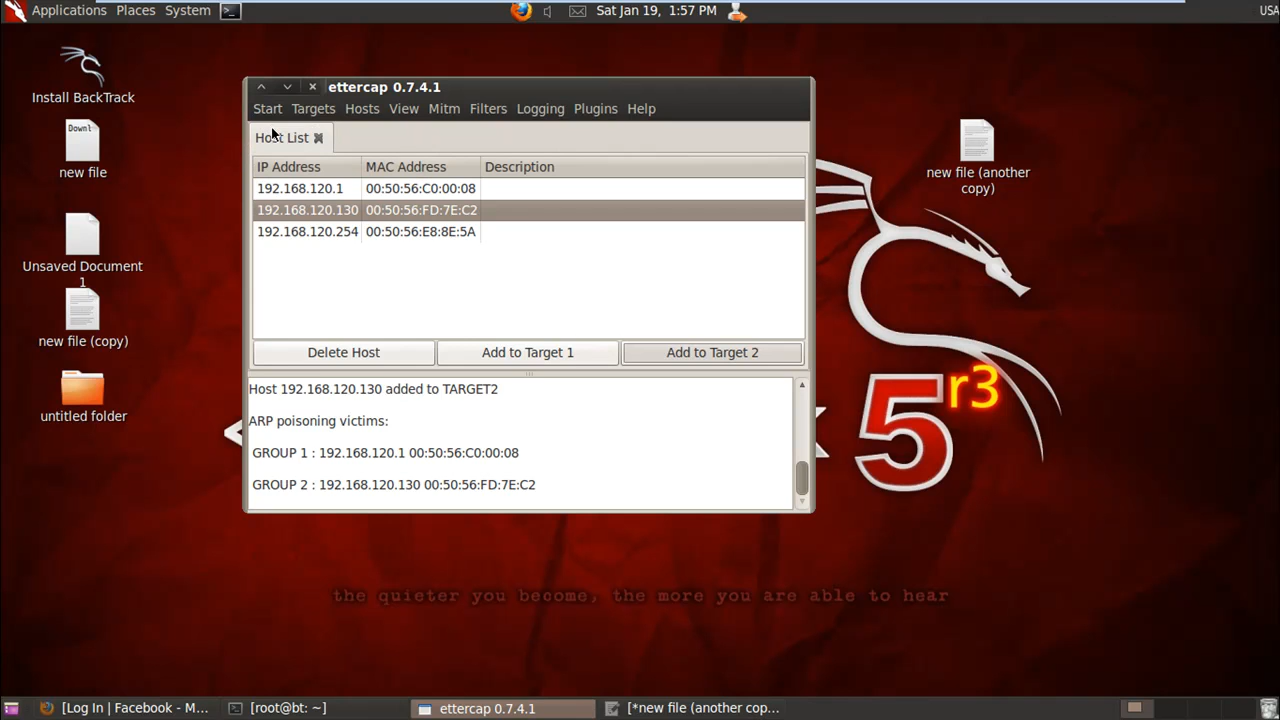 Applications Places System
Sat Jan 19, 1:57 PM
USA
Install BackTrack
Downl
new file
Unsaved Document
1
new file (copy)
untitled folder
new file (another
copy)
ettercap 0.7.4.1
Start Targets Hosts View Mitm Filters Logging Plugins Help
Host List
IP Address MAC Address Description
192.168.120.1 00:50:56:C0:00:08
192.168.120.130 00:50:56:FD:7E:C2
192.168.120.254 00:50:56:E8:8E:5A
Delete Host Add to Target 1 Add to Target 2
Host 192.168.120.130 added to TARGET2
ARP poisoning victims:
GROUP 1 : 192.168.120.1 00:50:56:C0:00:08
GROUP 2 : 192.168.120.130 00:50:56:FD:7E:C2
5 r3
the quieter you become, the more you are able to hear
[Log In | Facebook - M... [root@bt: ~] ettercap 0.7.4.1 [*new file (another cop...